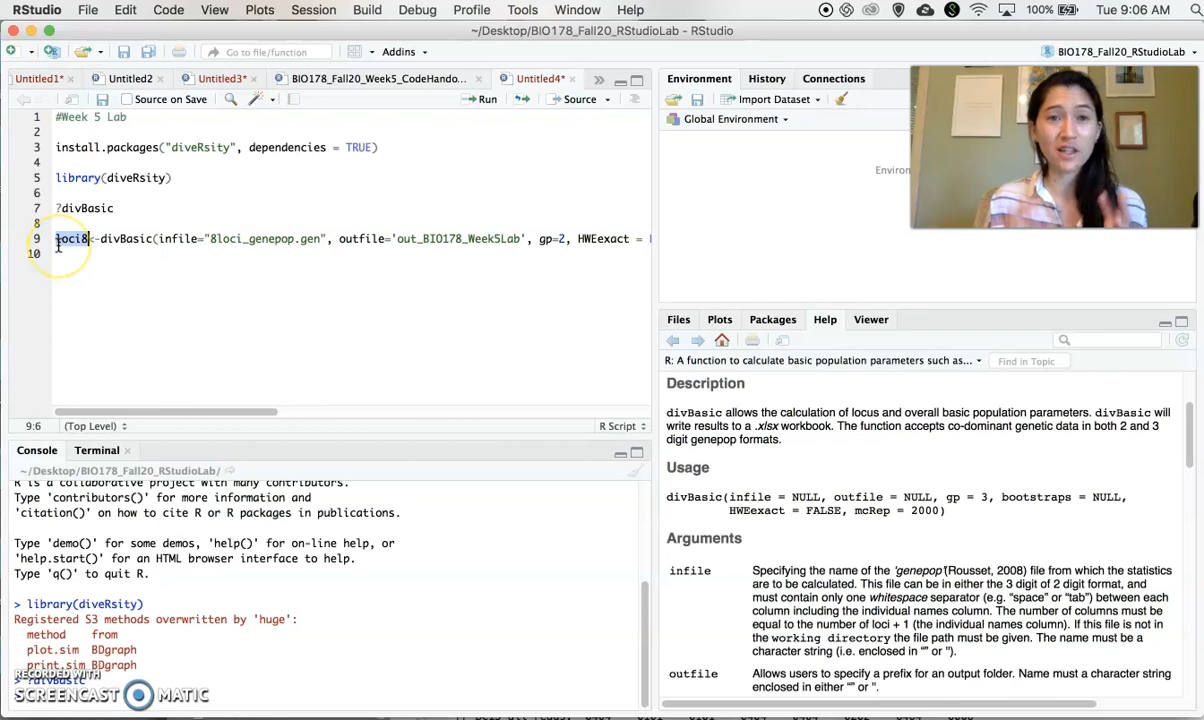 RStudio File Edit Code View Plots Session Build Debug Profile Tools Window Help 100% Tue 9:06 AM
~/Desktop/BIO178_Fall20_RStudioLab - RStudio
Go to file/function Addins BIO178_Fall20_RStudioLab
Untitled1* Untitled2 Untitled3* BIO178_Fall20_Week5_CodeHando... Untitled4*
Source on Save Run Source
1 #Week 5 Lab
2
3 install.packages("diveRsity", dependencies = TRUE)
4
5 library(diveRsity)
6
7 ?divBasic
8
9 loci8<-divBasic(infile="8loci_genepop.gen", outfile='out_BIO178_Week5Lab', gp=2, HWEexact =
10
9:6 (Top Level) R Script
Console Terminal
~/Desktop/BIO178_Fall20_RStudioLab/
R is a collaborative project with many contributors.
Type 'contributors()' for more information and
'citation()' on how to cite R or R packages in publications.
Type 'demo()' for some demos, 'help()' for on-line help, or
'help.start()' for an HTML browser interface to help.
Type 'q()' to quit R.
> library(diveRsity)
Registered S3 methods overwritten by 'huge':
method from
plot.sim BDgraph
print.sim BDgraph
> ?divBasic
>
RECORDED WITH
SCREENCAST MATIC
Environment History Connections
Import Dataset
Global Environment
Environ
Files Plots Packages Help Viewer
R: A function to calculate basic population parameters such as... Find in Topic
Description
divBasic allows the calculation of locus and overall basic population parameters. divBasic will
write results to a .xlsx workbook. The function accepts co-dominant genetic data in both 2 and 3
digit genepop formats.
Usage
divBasic(infile = NULL, outfile = NULL, gp = 3, bootstraps = NULL,
HWEexact = FALSE, mcRep = 2000)
Arguments
infile Specifying the name of the 'genepop'(Rousset, 2008) file from which the statistics
are to be calculated. This file can be in either the 3 digit of 2 digit format, and
must contain only one whitespace separator (e.g. “space” or “tab”) between each
column including the individual names column. The number of columns must be
equal to the number of loci + 1 (the individual names column). If this file is not in
the working directory the file path must be given. The name must be a
character string (i.e. enclosed in “” or ‘’).
outfile Allows users to specify a prefix for an output folder. Name must a character string
enclosed in either “” or ‘’.